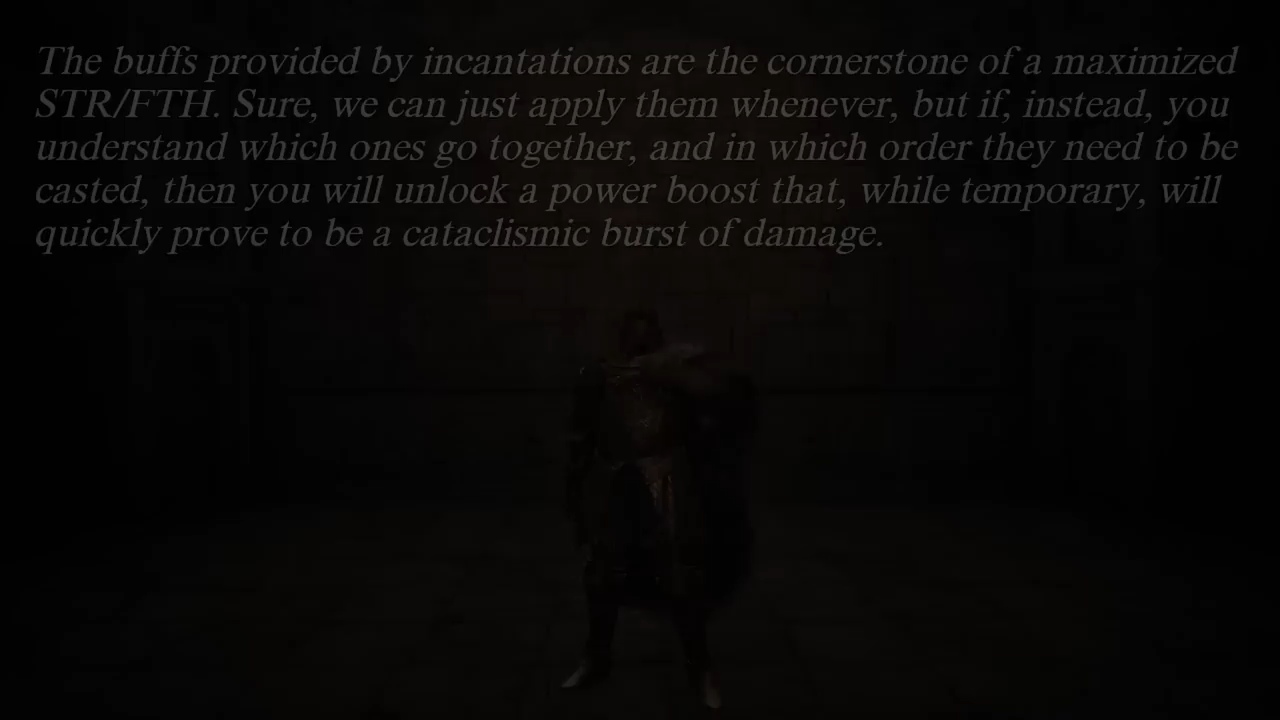 The buffs provided by incantations are the cornerstone of a maximized
STR/FTH. Sure, we can just apply them whenever, but if, instead, you
understand which ones go together, and in which order they need to be
casted, then you will unlock a power boost that, while temporary, will
quickly prove to be a cataclismic burst of damage.